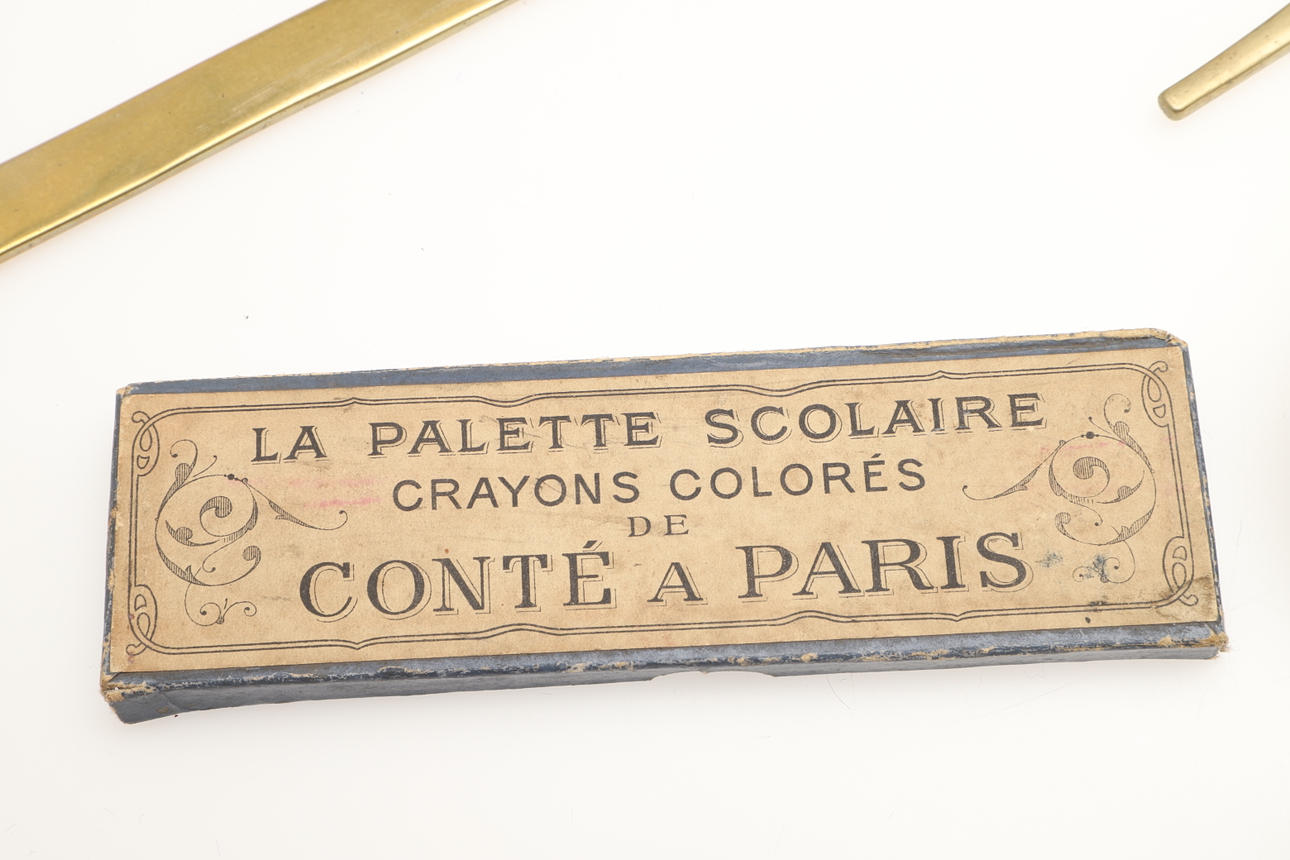 LA PALETTE SCOLAIRE
CRAYONS COLORÉS
DE
CONTÉ A PARIS